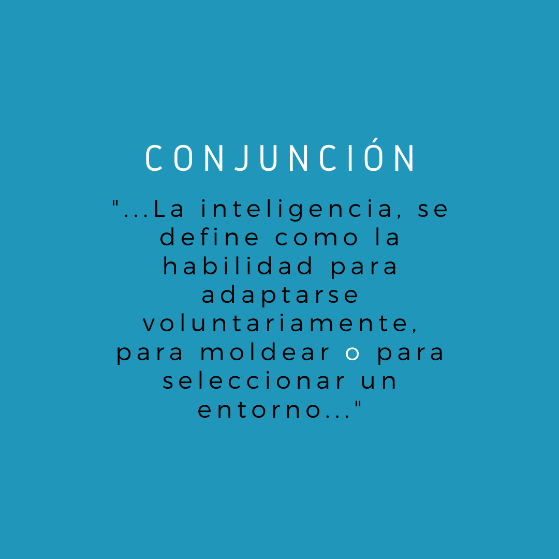 CONJUNCIÓN
"...La inteligencia, se
define como la
habilidad para
adaptarse
voluntariamente,
para moldear o para
seleccionar un
entorno..."